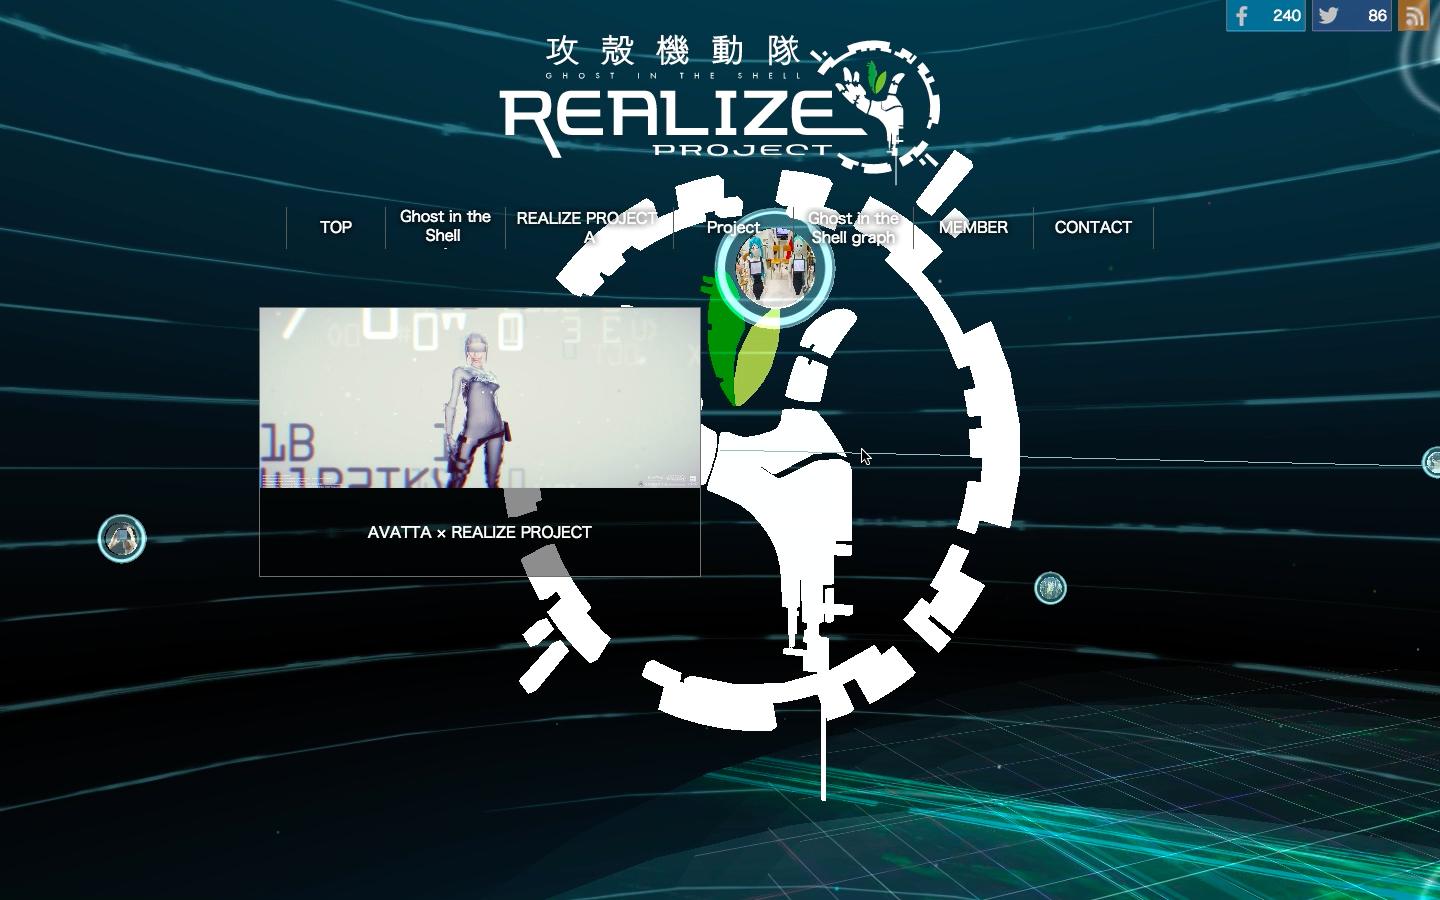 240
86
攻殻機動隊
GHOST IN THE SHELL
REALIZE
PROJECT
TOP
Ghost in the
Shell
REALIZE PROJECT
A
Project
Ghost in the
Shell graph
MEMBER
CONTACT
AVATTA × REALIZE PROJECT